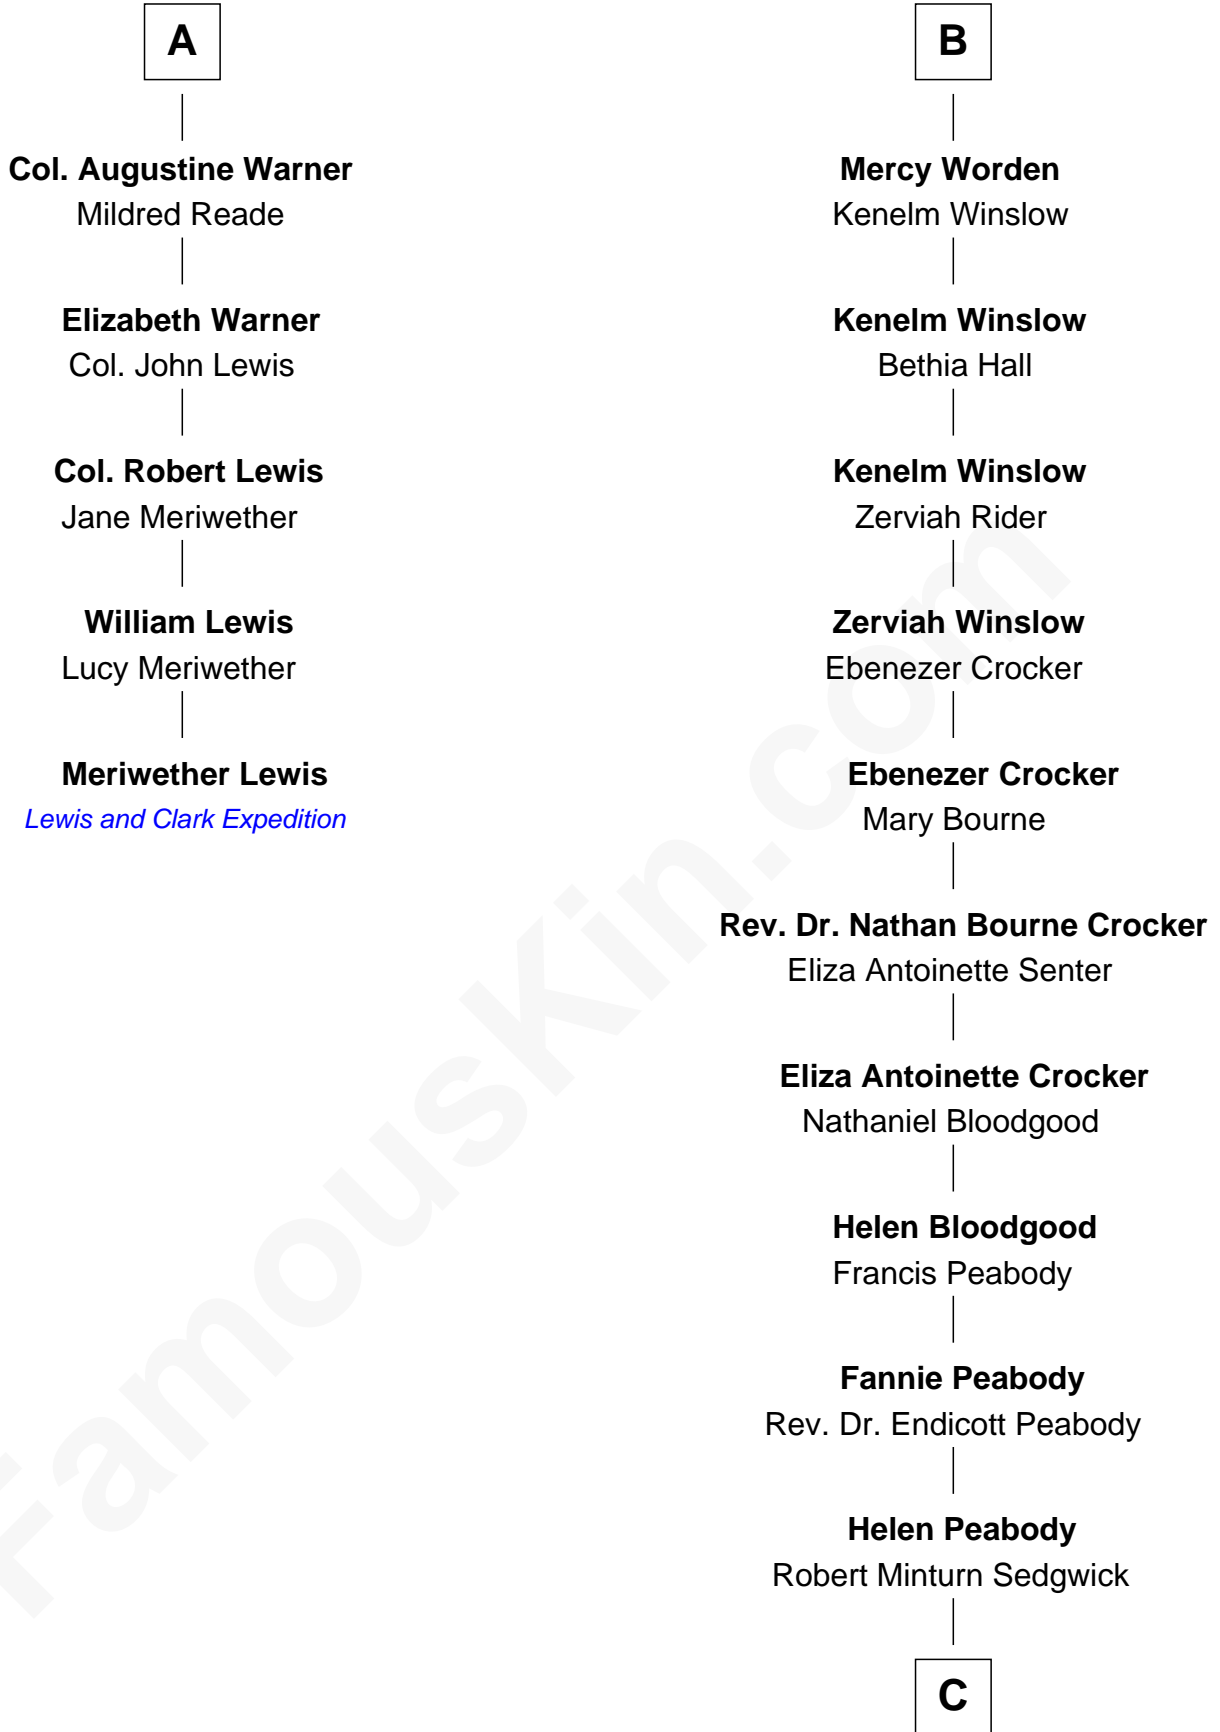 A
Col. Augustine Warner
Mildred Reade
Elizabeth Warner
Col. John Lewis
Col. Robert Lewis
Jane Meriwether
William Lewis
Lucy Meriwether
Meriwether Lewis
Lewis and Clark Expedition
B
Mercy Worden
Kenelm Winslow
Kenelm Winslow
Bethia Hall
Kenelm Winslow
Zerviah Rider
Zerviah Winslow
Ebenezer Crocker
Ebenezer Crocker
Mary Bourne
Rev. Dr. Nathan Bourne Crocker
Eliza Antoinette Senter
Eliza Antoinette Crocker
Nathaniel Bloodgood
Helen Bloodgood
Francis Peabody
Fannie Peabody
Rev. Dr. Endicott Peabody
Helen Peabody
Robert Minturn Sedgwick
C
FamousKin.com